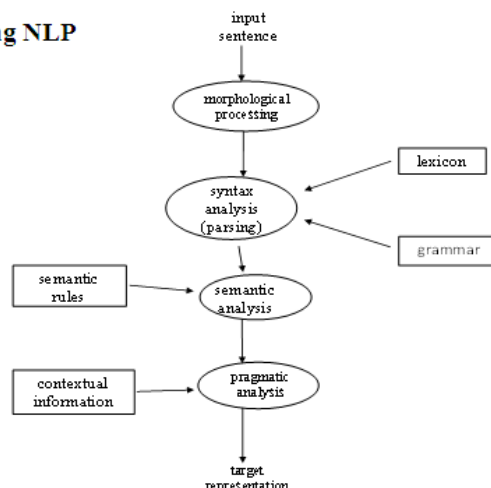 g NLP
input
sentence
morphological
processing
lexicon
syntax
analysis
(parsing)
grammar
semantic
rules
semantic
analysis
contextual
information
pragmatic
analysis
target
representation